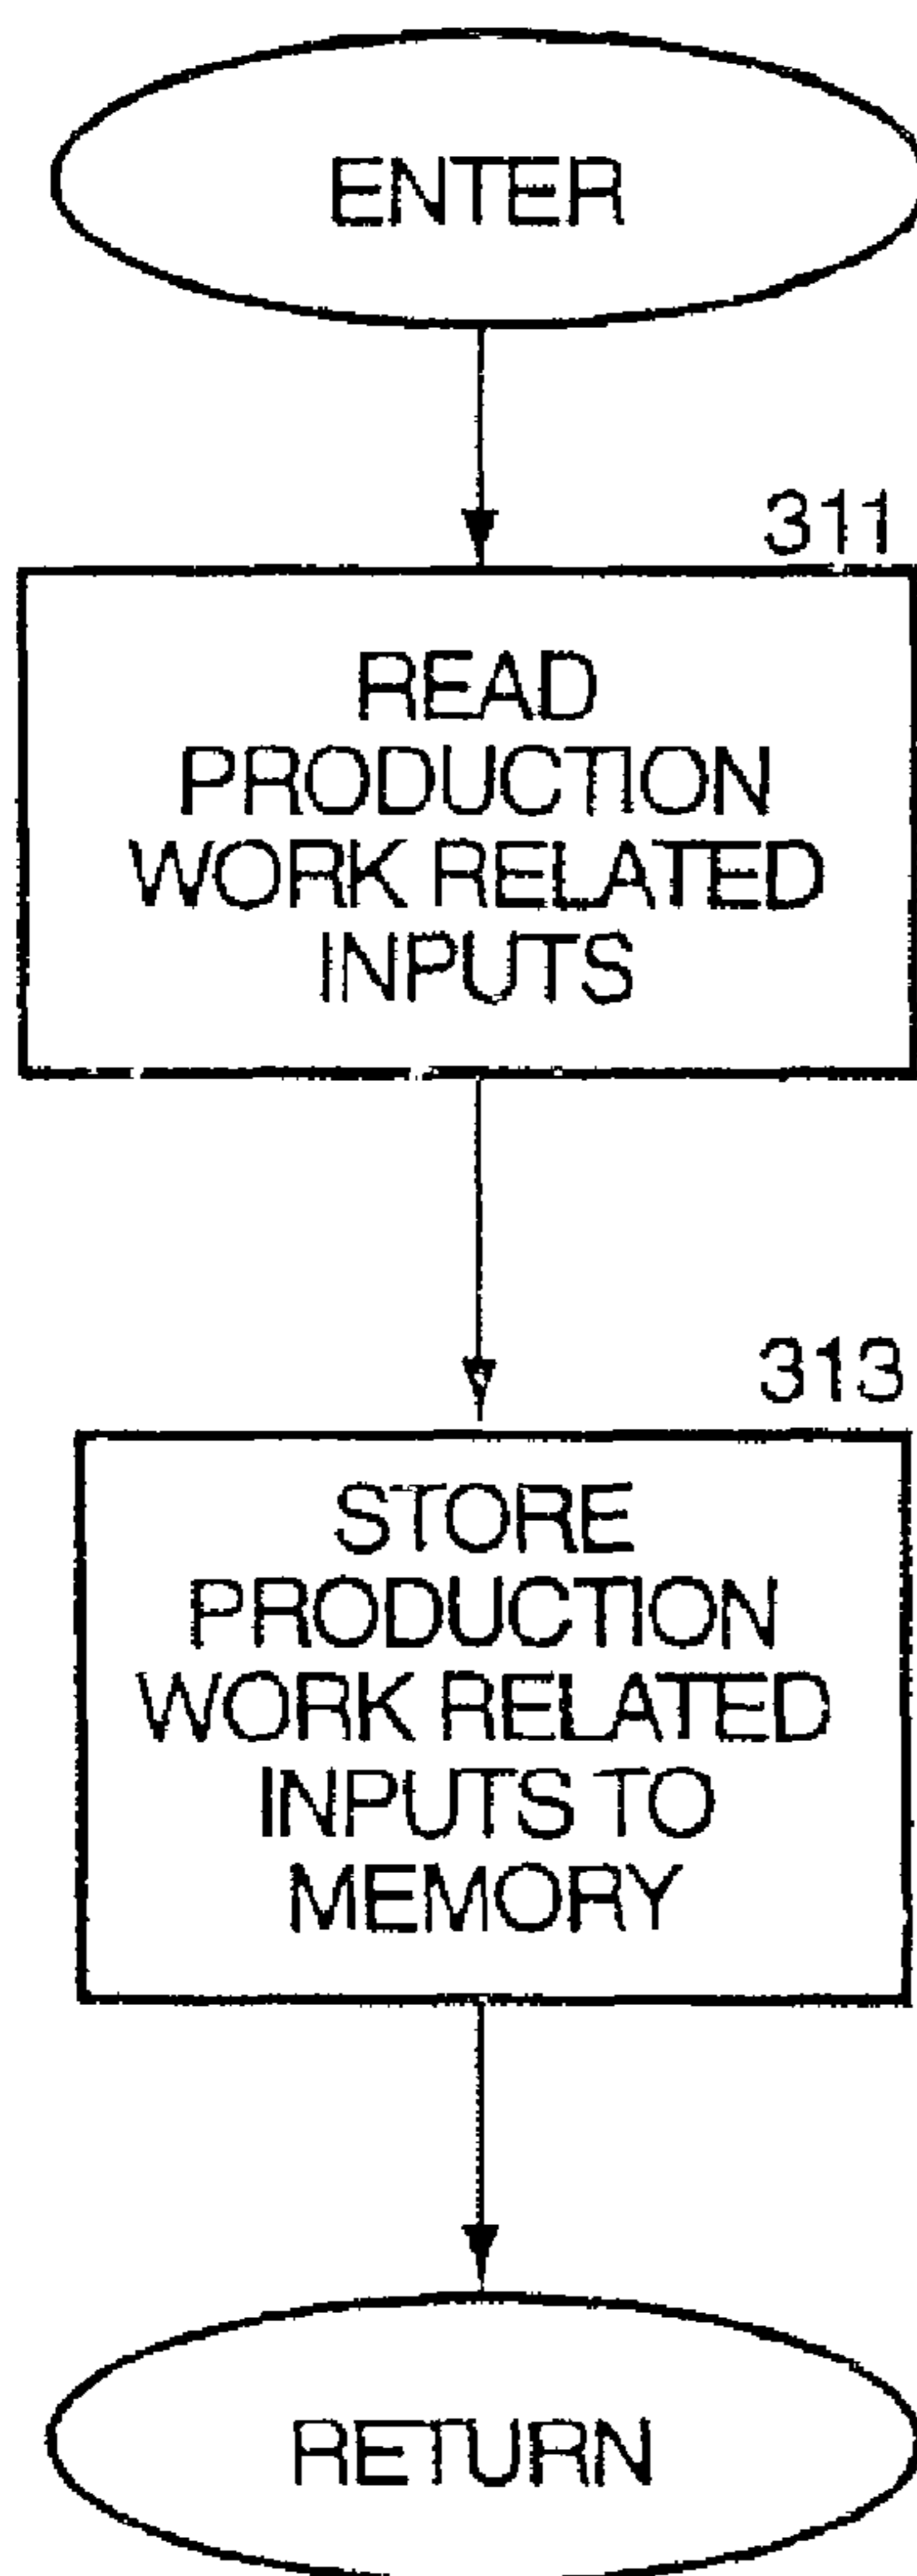 ENTER
311
READ
PRODUCTION
WORK RELATED
INPUTS
313
STORE
PRODUCTION
WORK RELATED
INPUTS TO
MEMORY
RETURN